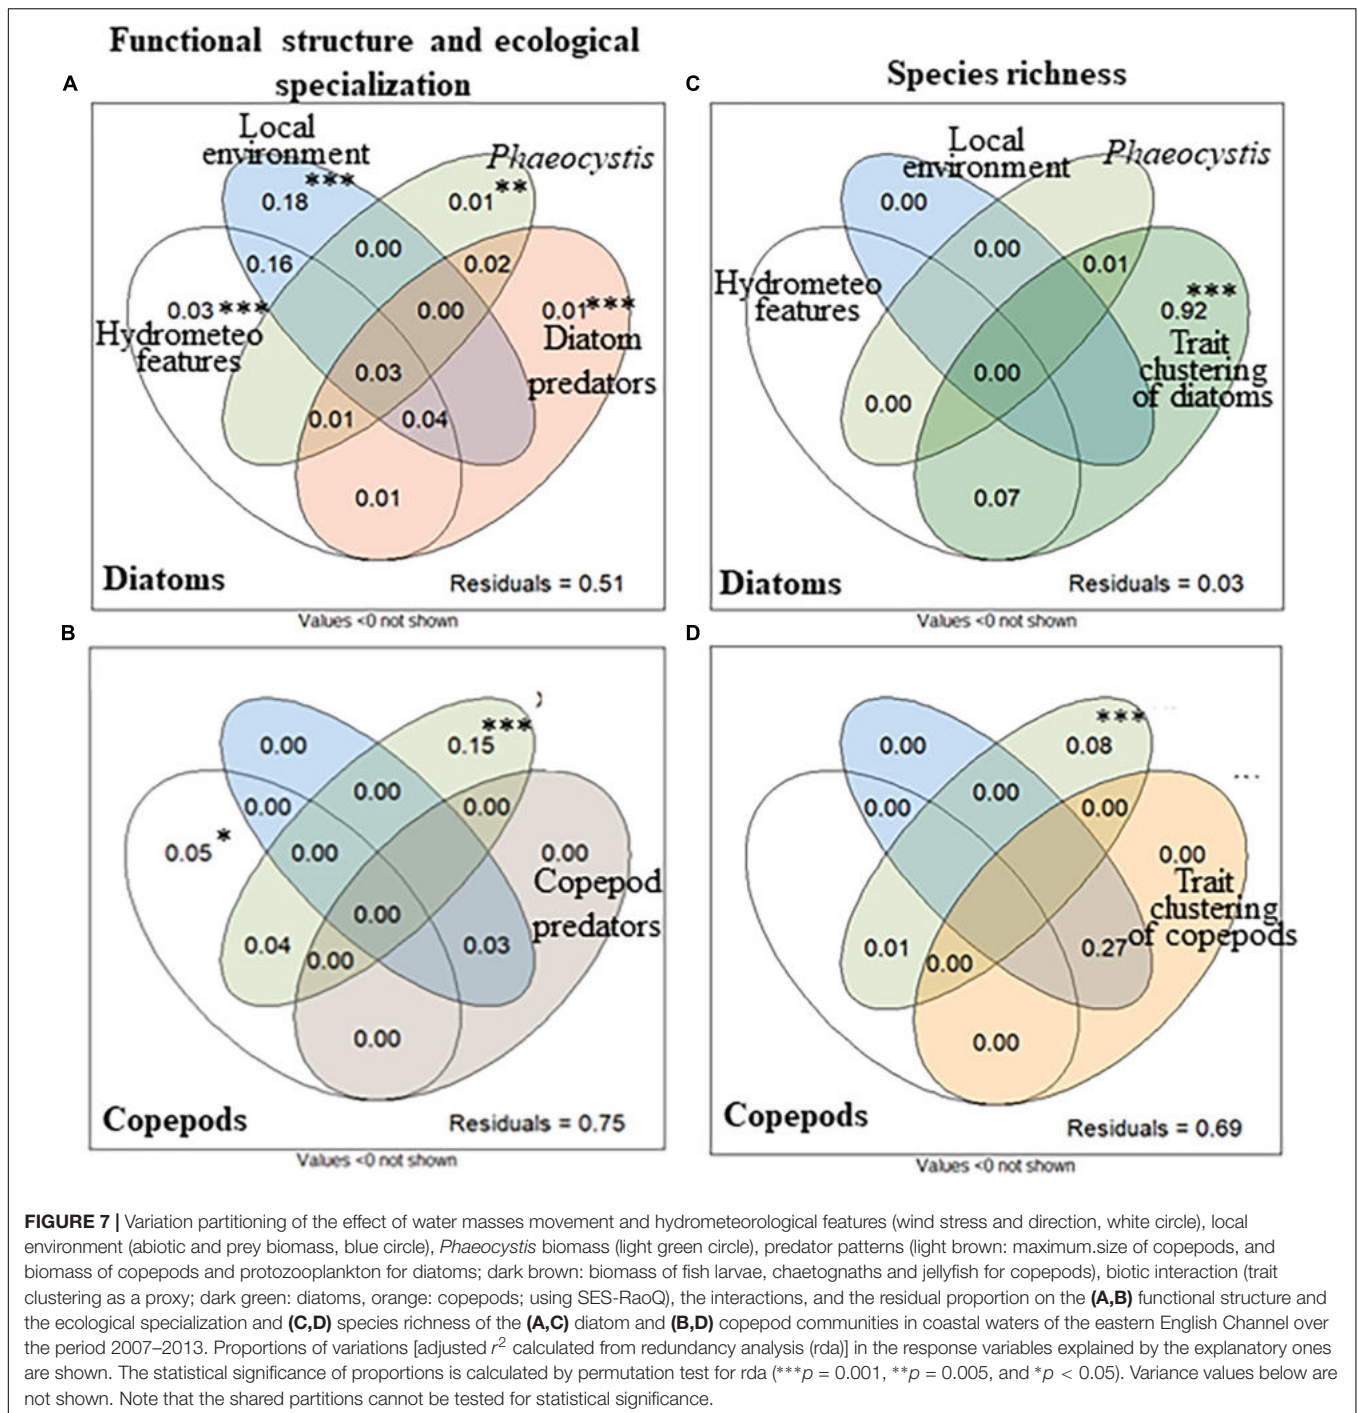 Functional structure and ecological
specialization
Species richness
A
Local
environment
***
Phaeocystis
0.18
0.01
**
0.00
0.16
0.02
0.03
***
0.00
0.01
***
Hydrometeo
features
Diatom
predators
0.03
0.01
0.04
0.01
Diatoms
Residuals = 0.51
Values <0 not shown
C
Local
environment
Phaeocystis
0.00
0.00
0.01
Hydrometeo
features
***
0.92
Trait
clustering
of diatoms
0.00
0.00
0.07
Diatoms
Residuals = 0.03
Values <0 not shown
B
***
0.00
0.15
0.00
0.00
0.00
*
0.05
0.00
0.00
Copepod
predators
0.00
0.04
0.00
0.03
0.00
Copepods
Residuals = 0.75
Values <0 not shown
D
***
0.00
0.08
0.00
0.00
0.00
0.00
Trait
clustering
of copepods
0.01
0.00
0.27
0.00
Copepods
Residuals = 0.69
Values <0 not shown
FIGURE 7 | Variation partitioning of the effect of water masses movement and hydrometeorological features (wind stress and direction, white circle), local
environment (abiotic and prey biomass, blue circle), Phaeocystis biomass (light green circle), predator patterns (light brown: maximum.size of copepods, and
biomass of copepods and protozooplankton for diatoms; dark brown: biomass of fish larvae, chaetognaths and jellyfish for copepods), biotic interaction (trait
clustering as a proxy; dark green: diatoms, orange: copepods; using SES-RaoQ), the interactions, and the residual proportion on the (A,B) functional structure and
the ecological specialization and (C,D) species richness of the (A,C) diatom and (B,D) copepod communities in coastal waters of the eastern English Channel over
the period 2007–2013. Proportions of variations [adjusted r² calculated from redundancy analysis (rda)] in the response variables explained by the explanatory ones
are shown. The statistical significance of proportions is calculated by permutation test for rda (***p = 0.001, **p = 0.005, and *p < 0.05). Variance values below are
not shown. Note that the shared partitions cannot be tested for statistical significance.